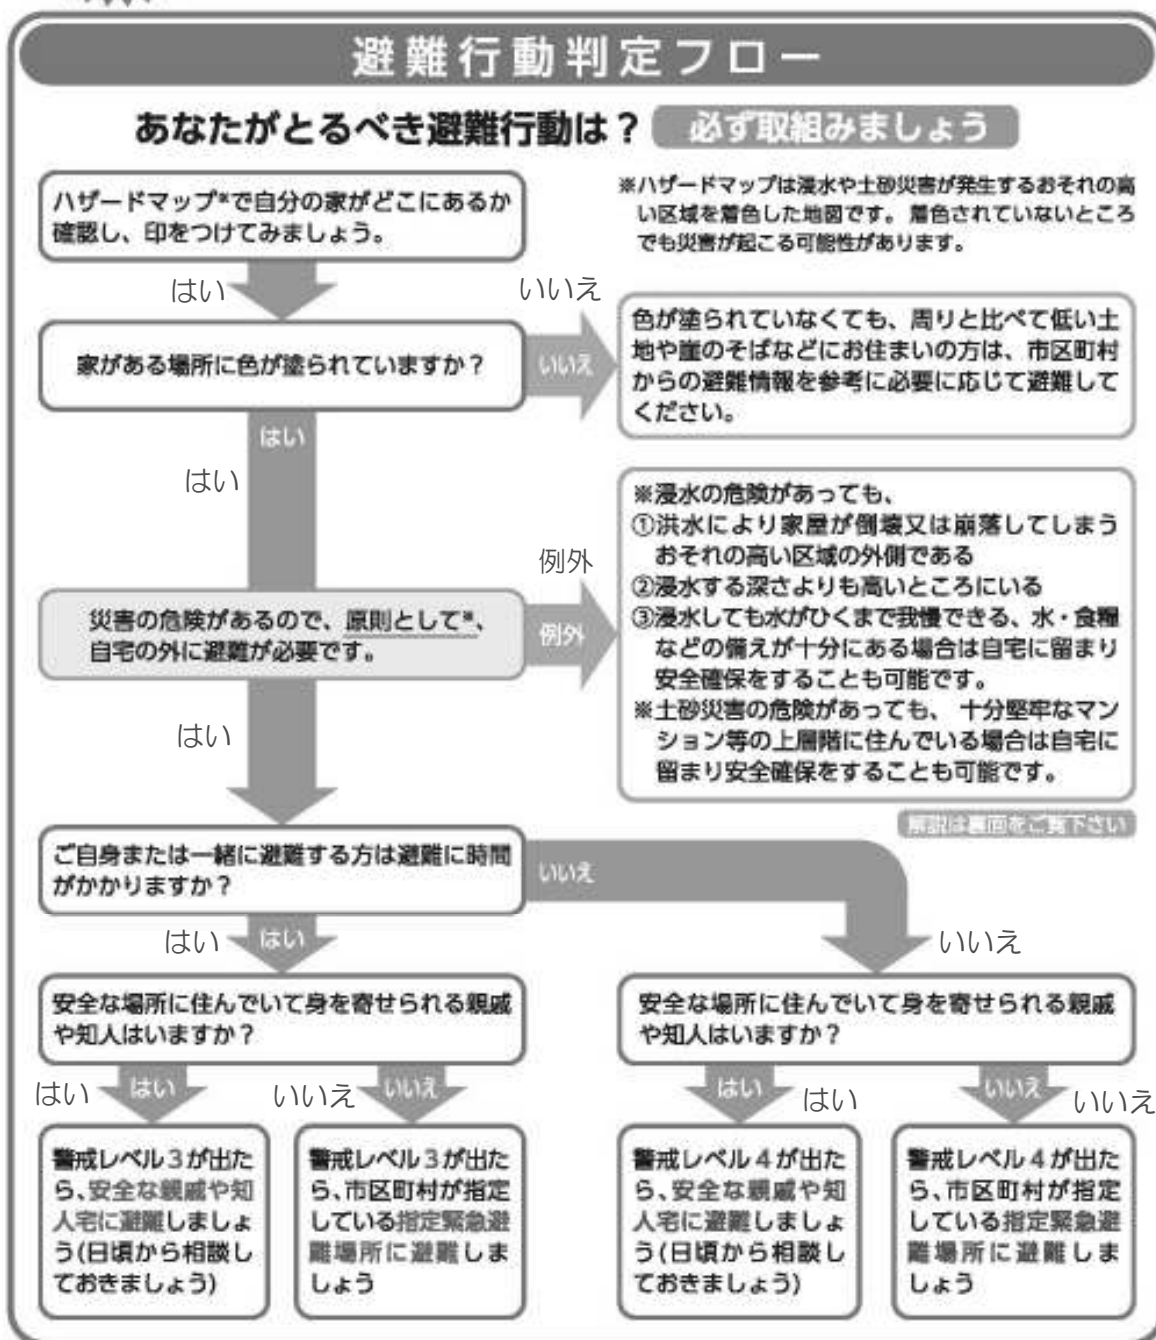 避難行動判定フロー
あなたがとるべき避難行動は？ 必ず取組みましょう
ハザードマップ*で自分の家がどこにあるか
確認し、印をつけてみましょう。
※ハザードマップは浸水や土砂災害が発生するおそれの高
い区域を着色した地図です。着色されていないところ
でも災害が起こる可能性があります。
はい
いいえ
家がある場所に色が塗られていますか？
いいえ
色が塗られていなくても、周りと比べて低い土
地や崖のそばなどにお住まいの方は、市区町村
からの避難情報を参考に必要に応じて避難して
ください。
はい
はい
例外
災害の危険があるので、原則として*、
自宅の外に避難が必要です。
例外
※浸水の危険があっても、
①洪水により家屋が倒壊又は崩落してしまう
おそれの高い区域の外側である
②浸水する深さよりも高いところにいる
③浸水しても水がひくまで我慢できる、水・食糧
などの備えが十分にある場合は自宅に留まり
安全確保をすることも可能です。
※土砂災害の危険があっても、十分堅牢なマン
ション等の上層階に住んでいる場合は自宅に
留まり安全確保をすることも可能です。
はい
解説は裏面をご覧下さい
ご自身または一緒に避難する方は避難に時間
がかかりますか？
いいえ
はい
はい
いいえ
安全な場所に住んでいて身を寄せられる親戚
や知人はいますか？
安全な場所に住んでいて身を寄せられる親戚
や知人はいますか？
はい
はい
いいえ
いいえ
はい
はい
いいえ
いいえ
警戒レベル3が出た
ら、安全な親戚や知
人宅に避難しましょ
う(日頃から相談し
ておきましょう)
警戒レベル3が出た
ら、市区町村が指定
している指定緊急避
難場所に避難しま
しょう
警戒レベル4が出た
ら、安全な親戚や知
人宅に避難しましょ
う(日頃から相談し
ておきましょう)
警戒レベル4が出た
ら、市区町村が指定
している指定緊急避
難場所に避難しま
しょう